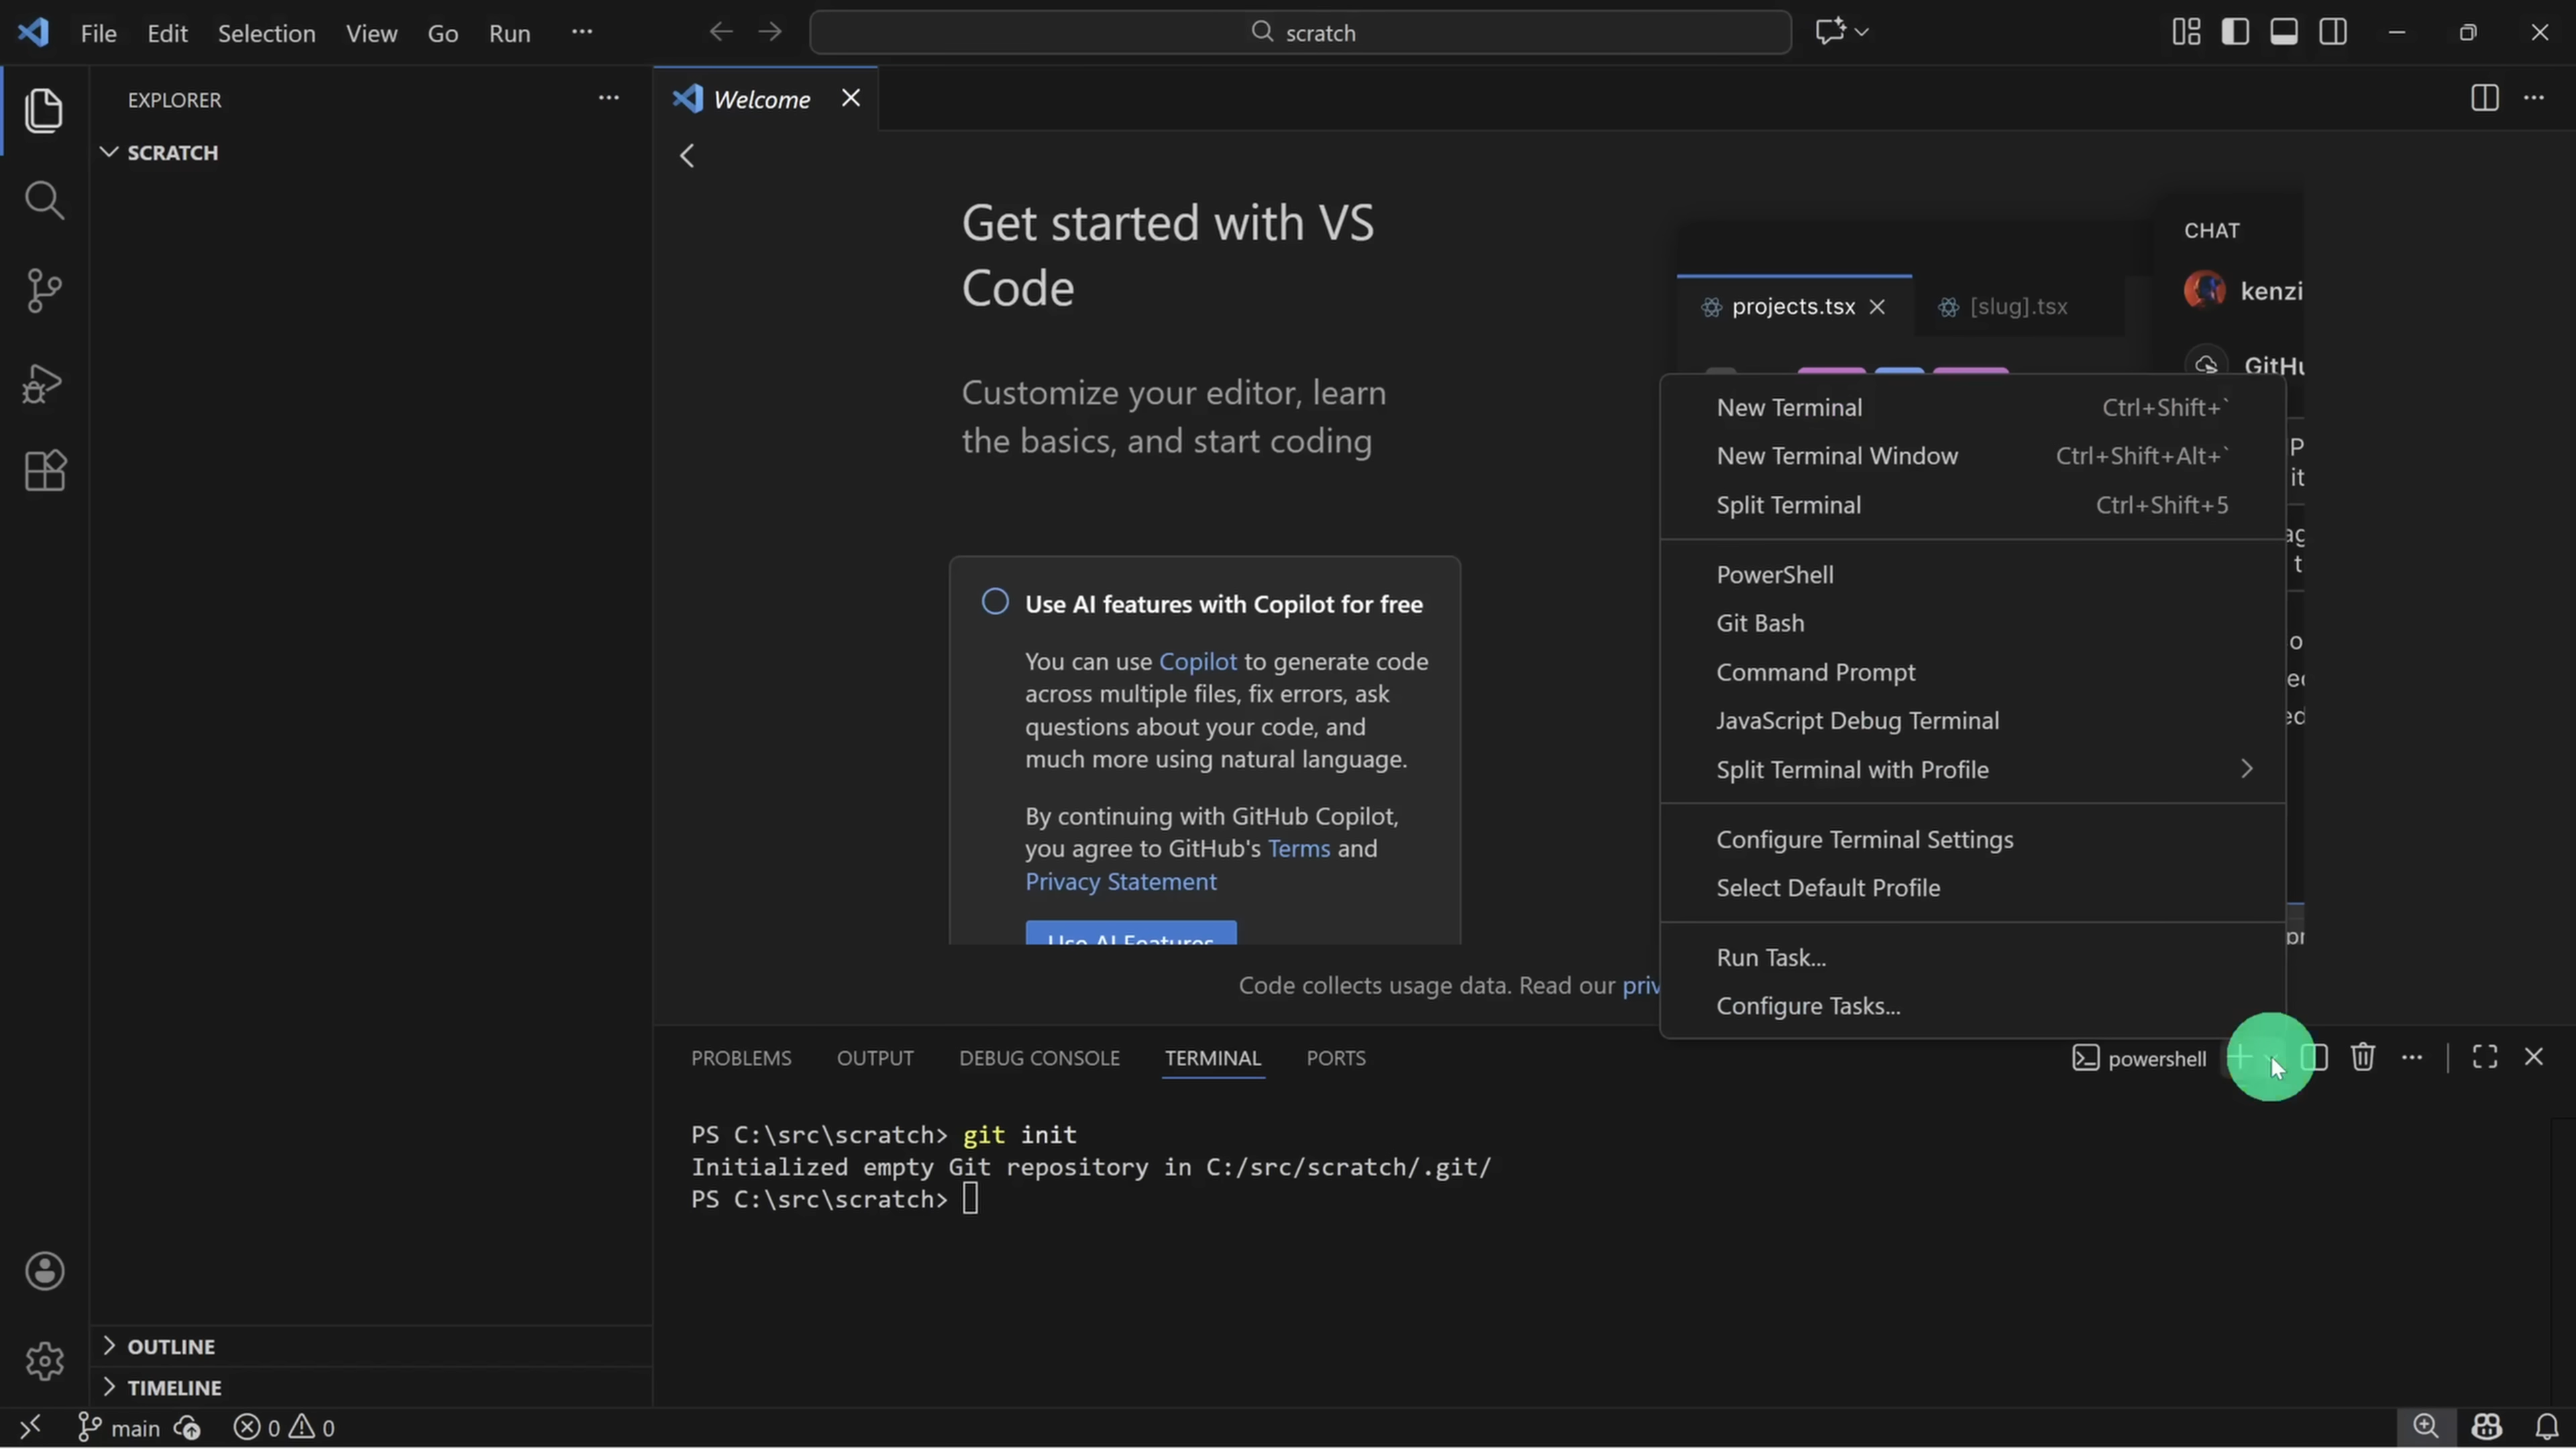 File Edit Selection View Go Run ···
scratch
EXPLORER
SCRATCH
Welcome
Get started with VS
Code
Customize your editor, learn
the basics, and start coding
Use AI features with Copilot for free
You can use Copilot to generate code
across multiple files, fix errors, ask
questions about your code, and
much more using natural language.
By continuing with GitHub Copilot,
you agree to GitHub's Terms and
Privacy Statement
Use AI Features
Code collects usage data. Read our priv
CHAT
kenzi
projects.tsx
[slug].tsx
GitHu
New Terminal Ctrl+Shift+`
New Terminal Window Ctrl+Shift+Alt+`
Split Terminal Ctrl+Shift+5
PowerShell
Git Bash
Command Prompt
JavaScript Debug Terminal
Split Terminal with Profile
Configure Terminal Settings
Select Default Profile
Run Task...
Configure Tasks...
PROBLEMS OUTPUT DEBUG CONSOLE TERMINAL PORTS
powershell
PS C:\src\scratch> git init
Initialized empty Git repository in C:/src/scratch/.git/
PS C:\src\scratch>
OUTLINE
TIMELINE
main 0 0